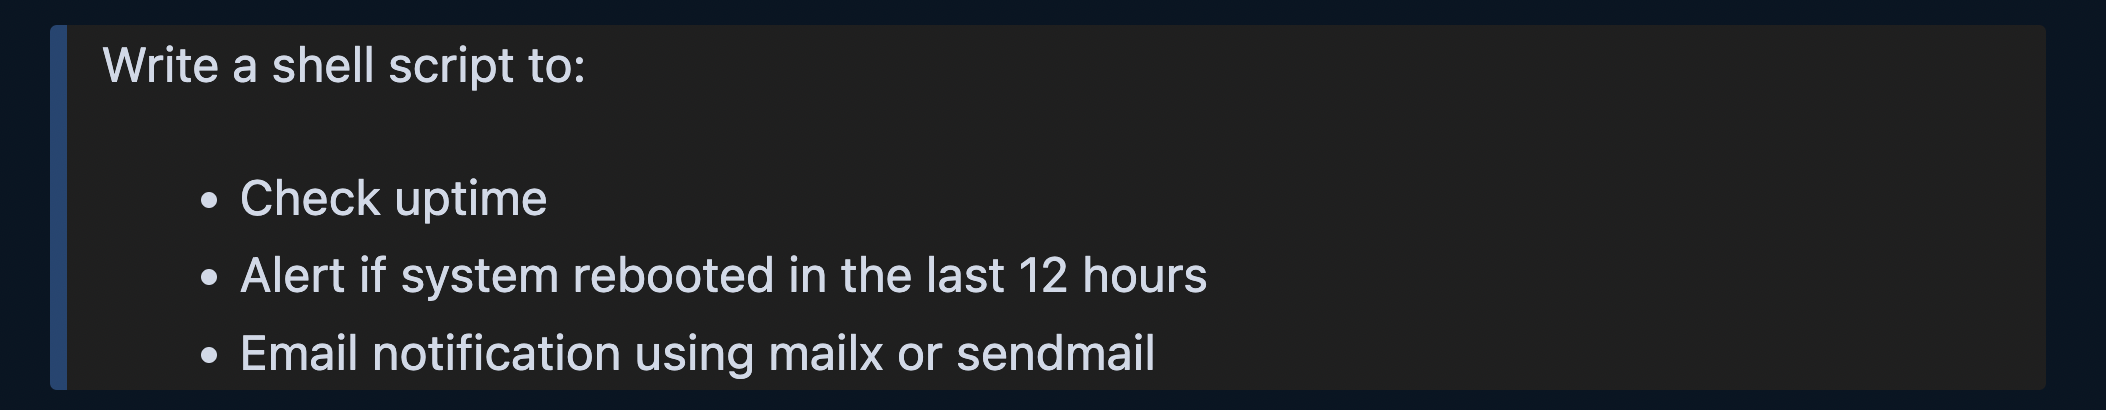 Write a shell script to:
• Check uptime
• Alert if system rebooted in the last 12 hours
• Email notification using mailx or sendmail